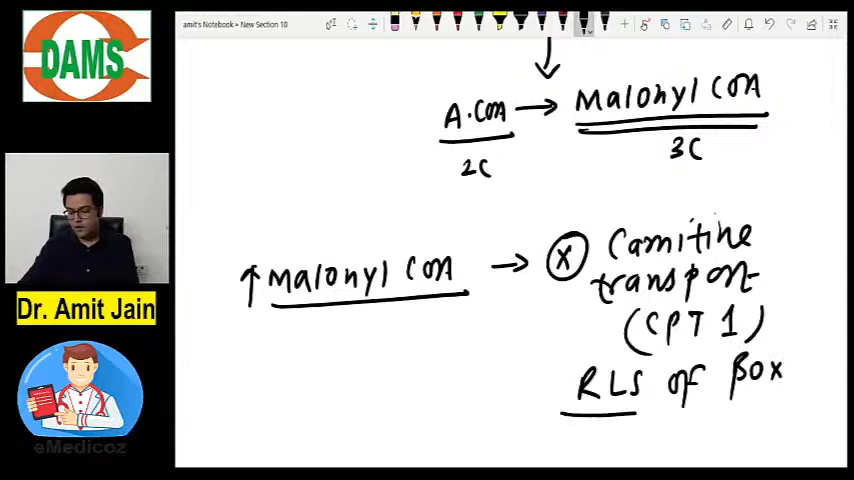 amit's Notebook > New Section 10
DAMS
A.CoA → Malonyl CoA
2C 3C
↑ Malonyl CoA → X Carnitine
transport
(CPT 1)
RLS of βox
Dr. Amit Jain
eMedicoz